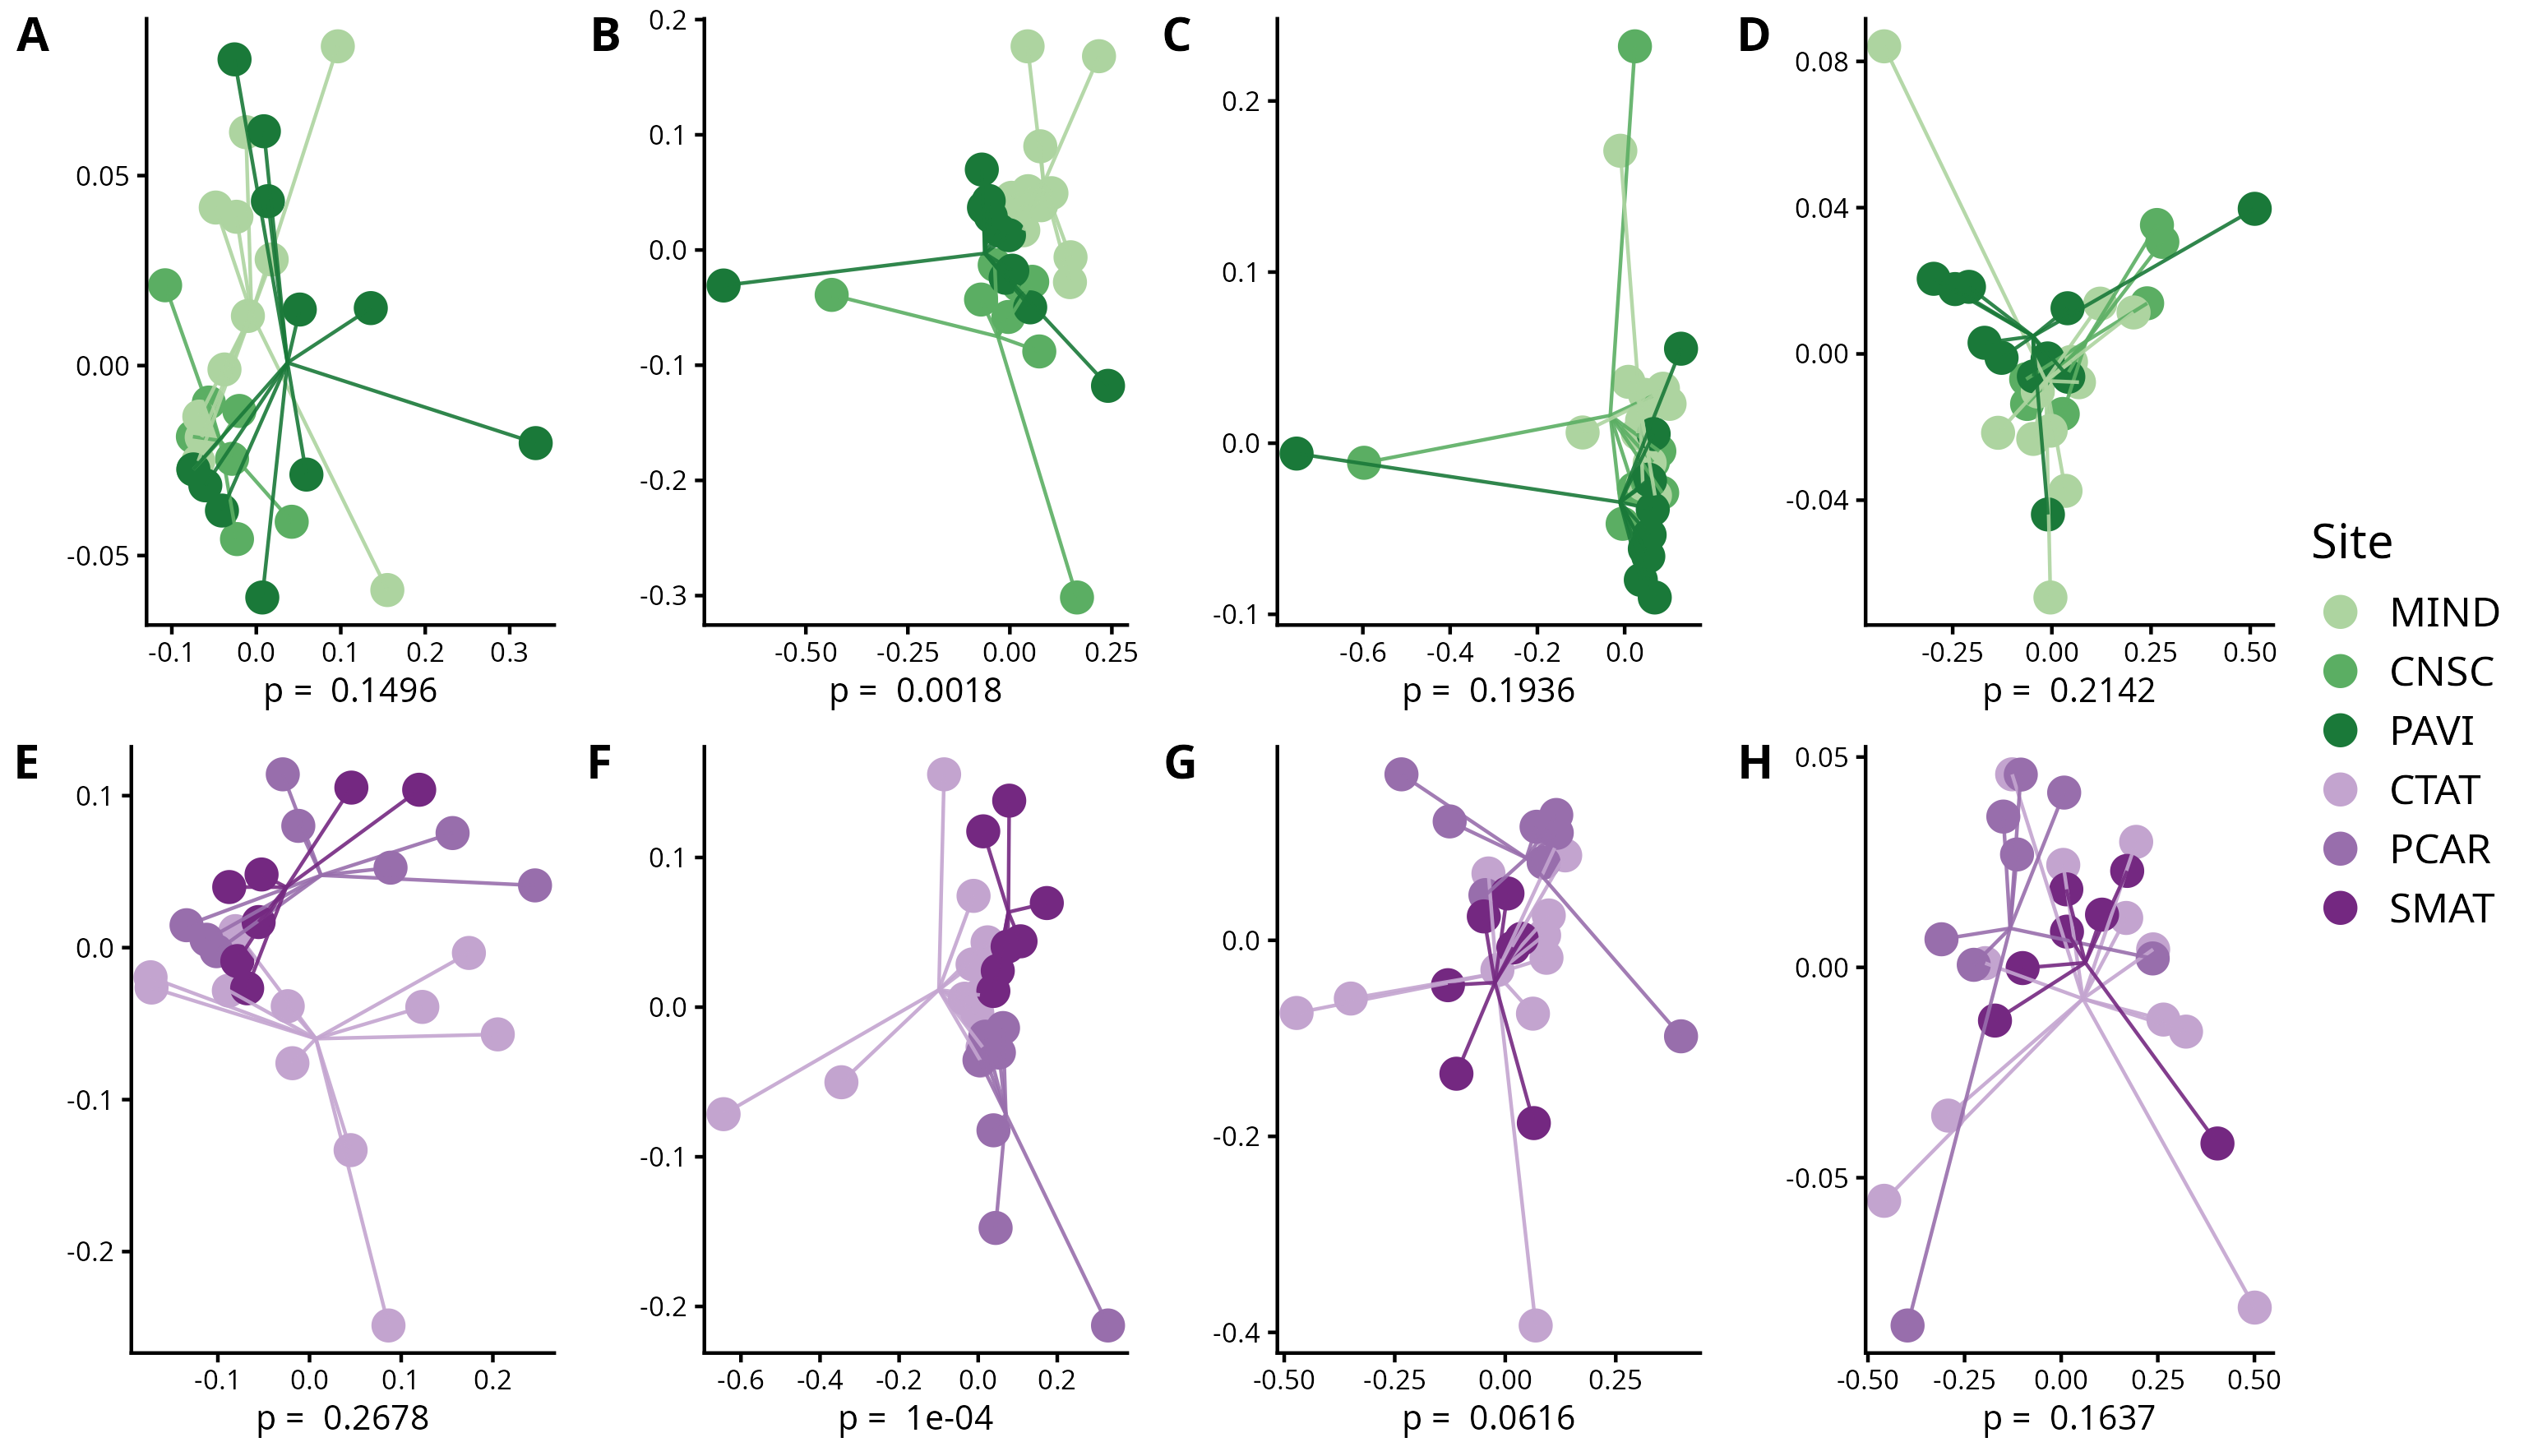 A
0.05
0.00
-0.05
-0.1 0.0 0.1 0.2 0.3
p = 0.1496
B
0.2
0.1
0.0
-0.1
-0.2
-0.3
-0.50 -0.25 0.00 0.25
p = 0.0018
C
0.2
0.1
0.0
-0.1
-0.6 -0.4 -0.2 0.0
p = 0.1936
D
0.08
0.04
0.00
-0.04
-0.25 0.00 0.25 0.50
p = 0.2142
E
0.1
0.0
-0.1
-0.2
-0.1 0.0 0.1 0.2
p = 0.2678
F
0.1
0.0
-0.1
-0.2
-0.6 -0.4 -0.2 0.0 0.2
p = 1e-04
G
0.0
-0.2
-0.4
-0.50 -0.25 0.00 0.25
p = 0.0616
H
0.05
0.00
-0.05
-0.50 -0.25 0.00 0.25 0.50
p = 0.1637
Site
MIND
CNSC
PAVI
CTAT
PCAR
SMAT